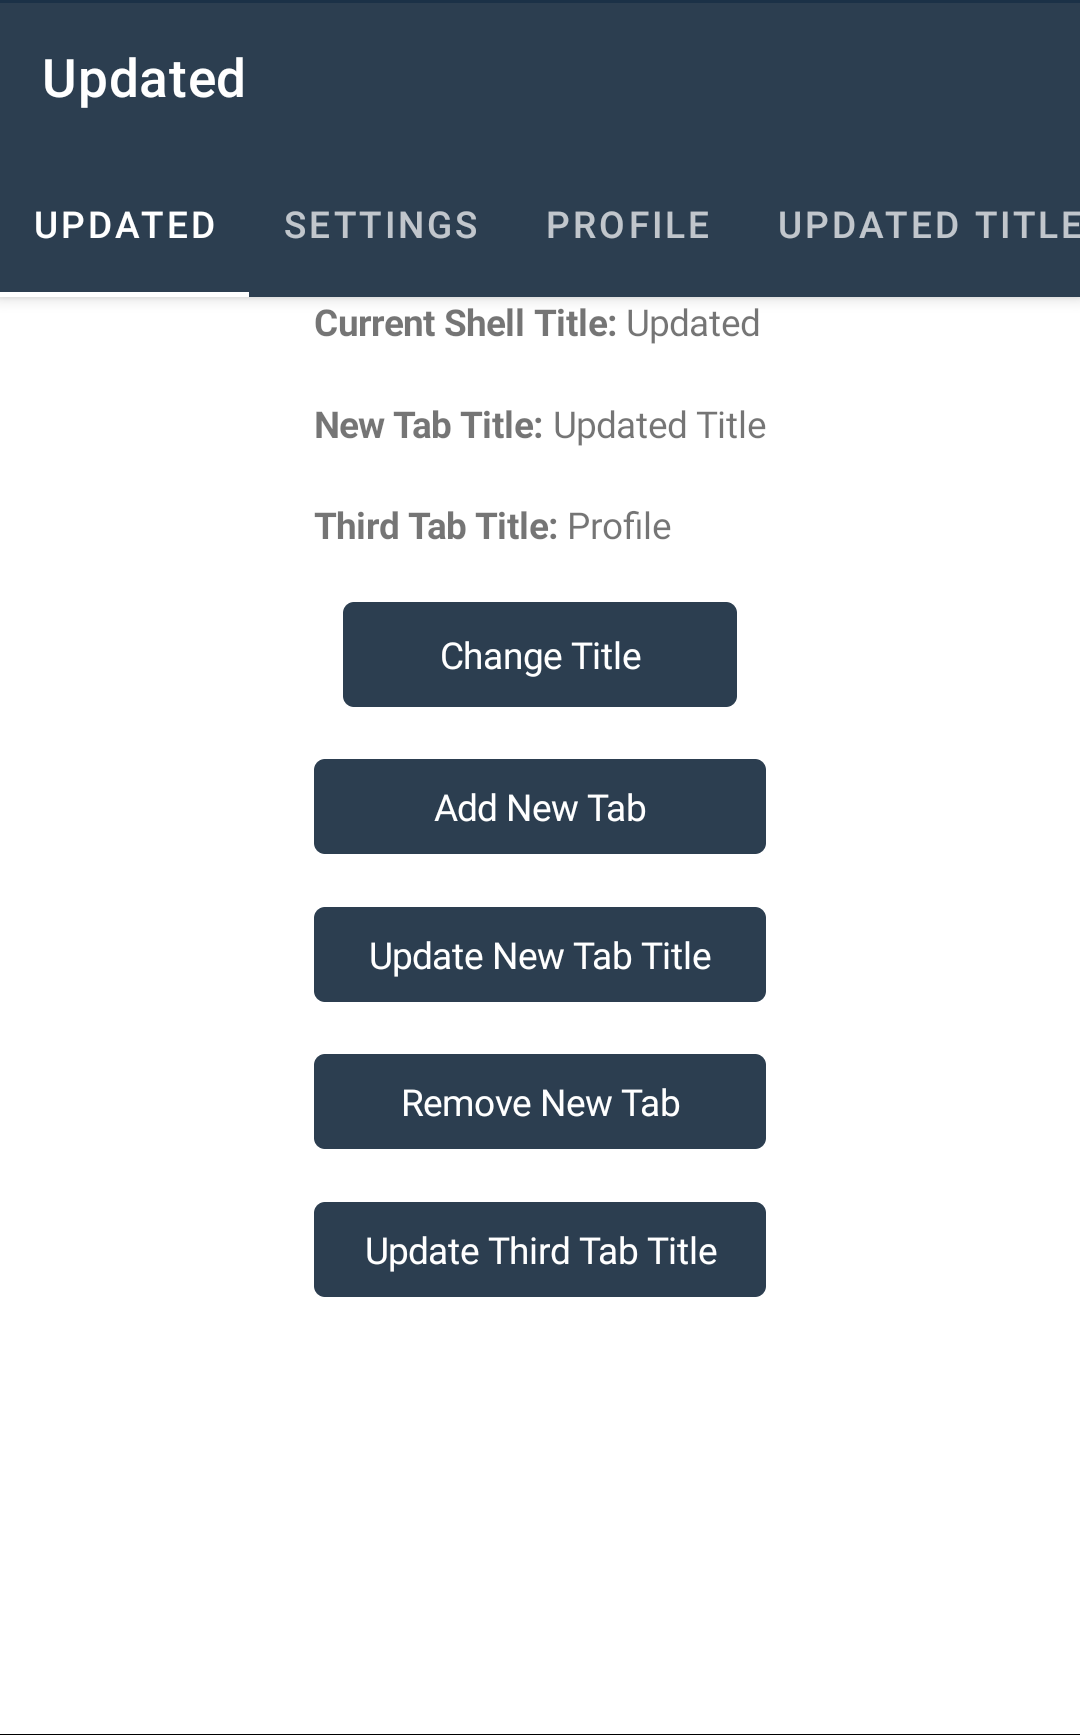 Updated
UPDATED SETTINGS PROFILE UPDATED TITLE
Current Shell Title: Updated
New Tab Title: Updated Title
Third Tab Title: Profile
Change Title
Add New Tab
Update New Tab Title
Remove New Tab
Update Third Tab Title